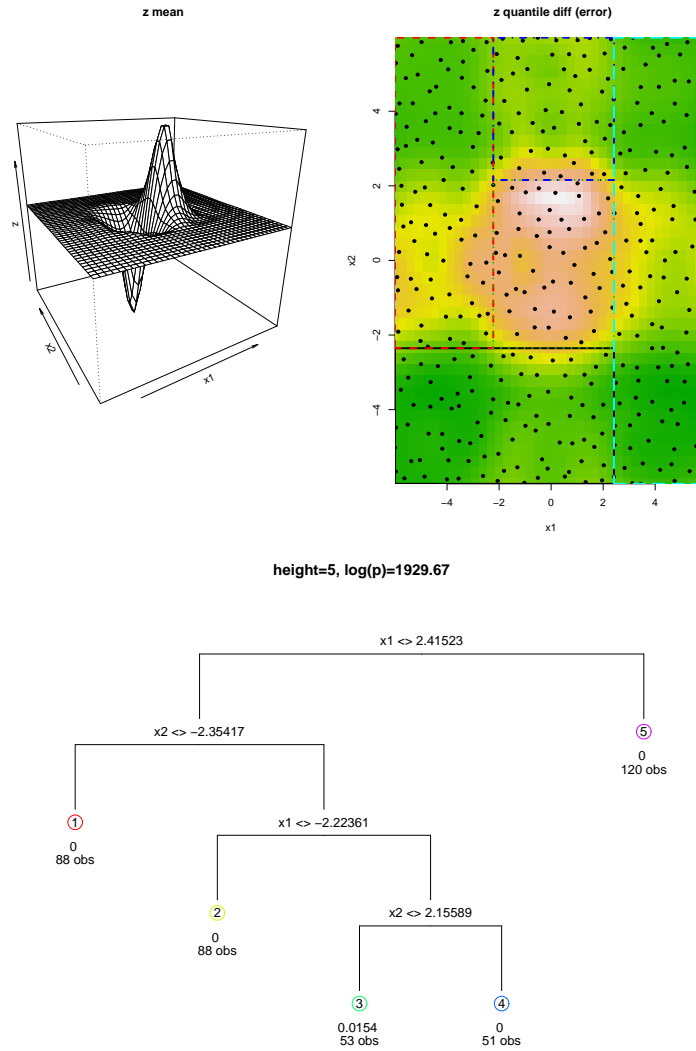 z mean
z
x2
x1
z quantile diff (error)
x2
4
2
0
−2
−4
−4
−2
0
2
4
x1
height=5, log(p)=1929.67
x1 <> 2.41523
x2 <> −2.35417
5
0
120 obs
1
0
88 obs
x1 <> −2.22361
2
0
88 obs
x2 <> 2.15589
3
0.0154
53 obs
4
0
51 obs